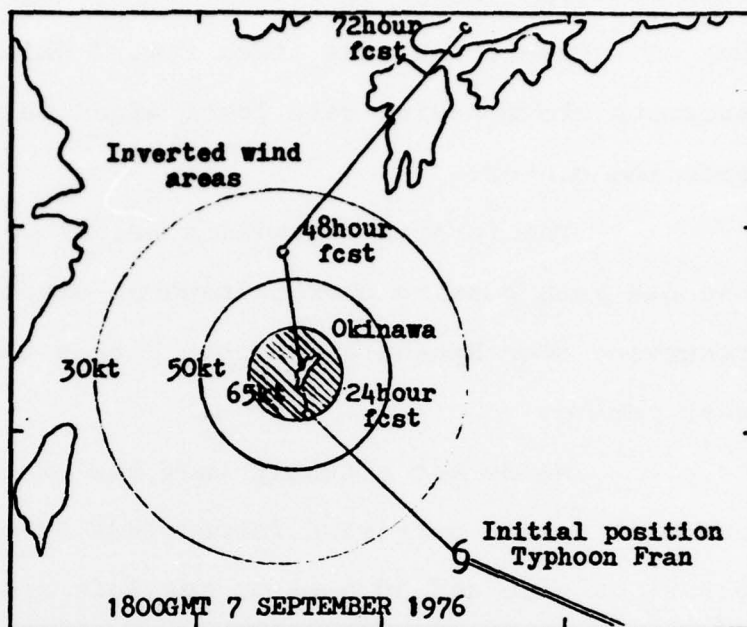 72hour
fcst
Inverted wind
areas
48hour
fcst
Okinawa
30kt
50kt
65kt
24hour
fcst
Initial position
Typhoon Fran
1800GMT 7 SEPTEMBER 1976